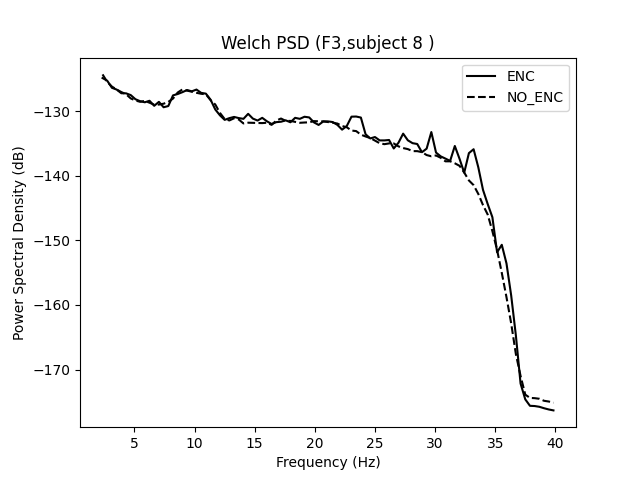 Welch PSD (F3,subject 8 )
ENC
NO_ENC
Power Spectral Density (dB)
−130
−140
−150
−160
−170
5 10 15 20 25 30 35 40
Frequency (Hz)